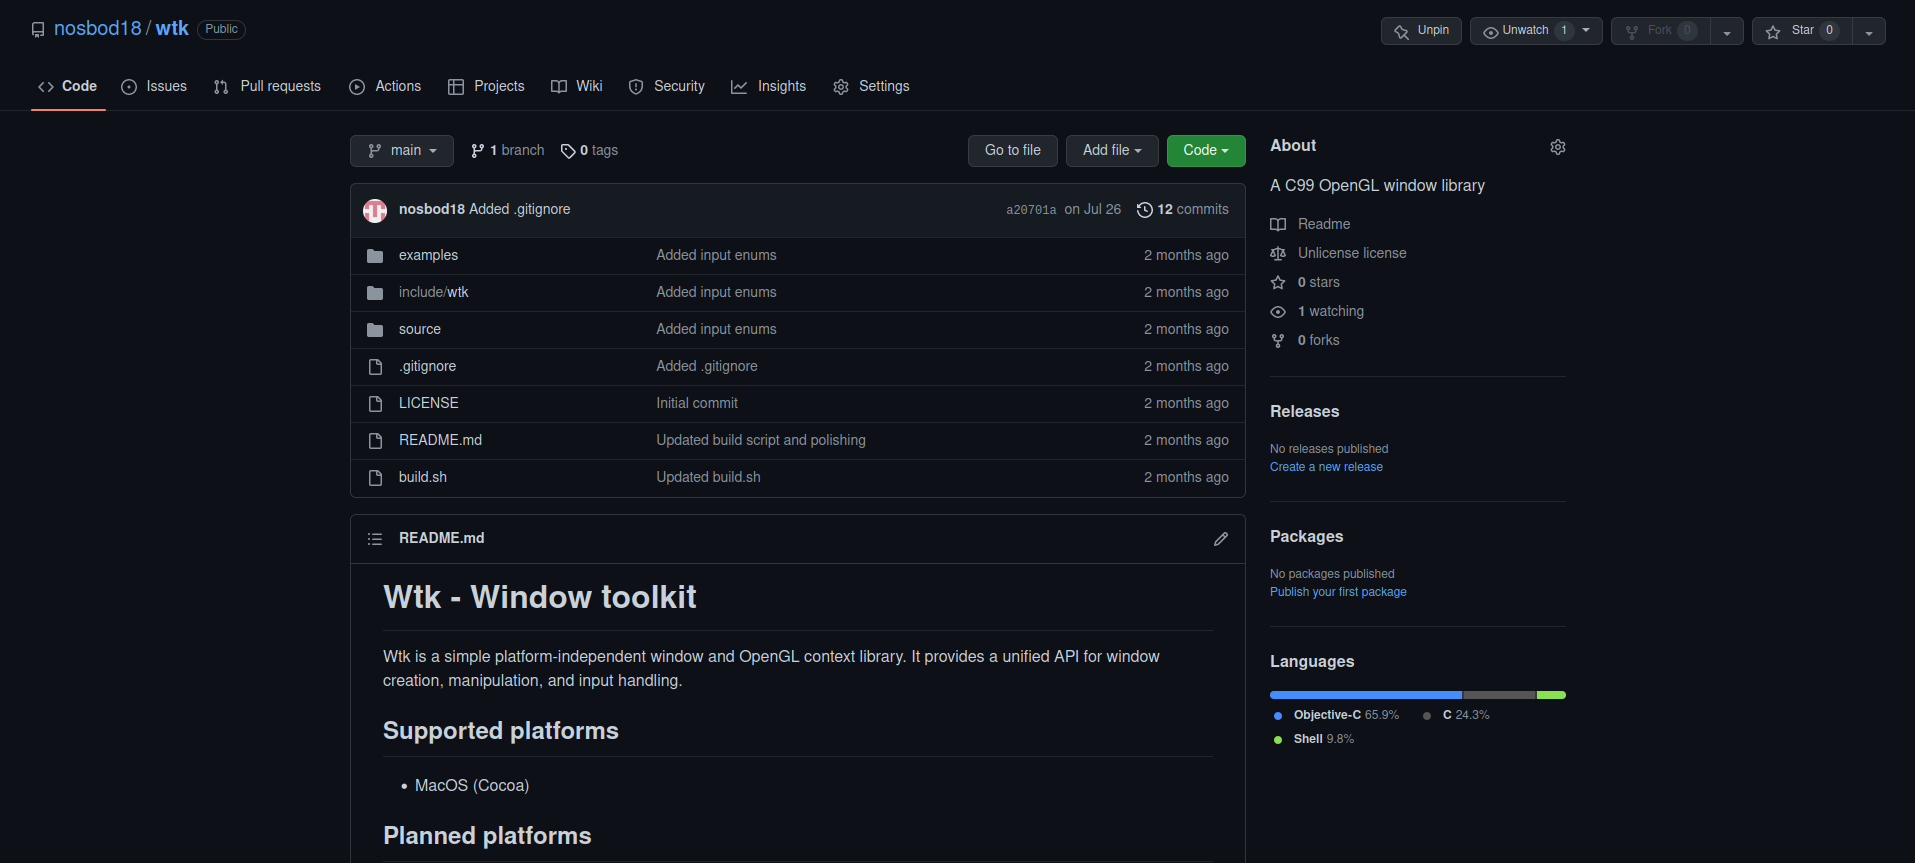 nosbod18 / wtk Public
Unpin Unwatch 1 Fork 0 Star 0
Code Issues Pull requests Actions Projects Wiki Security Insights Settings
main 1 branch 0 tags Go to file Add file Code
nosbod18 Added .gitignore a20701a on Jul 26 12 commits
examples Added input enums 2 months ago
include/wtk Added input enums 2 months ago
source Added input enums 2 months ago
.gitignore Added .gitignore 2 months ago
LICENSE Initial commit 2 months ago
README.md Updated build script and polishing 2 months ago
build.sh Updated build.sh 2 months ago
README.md
Wtk - Window toolkit
Wtk is a simple platform-independent window and OpenGL context library. It provides a unified API for window
creation, manipulation, and input handling.
Supported platforms
• MacOS (Cocoa)
Planned platforms
About
A C99 OpenGL window library
Readme
Unlicense license
0 stars
1 watching
0 forks
Releases
No releases published
Create a new release
Packages
No packages published
Publish your first package
Languages
Objective-C 65.9% C 24.3%
Shell 9.8%